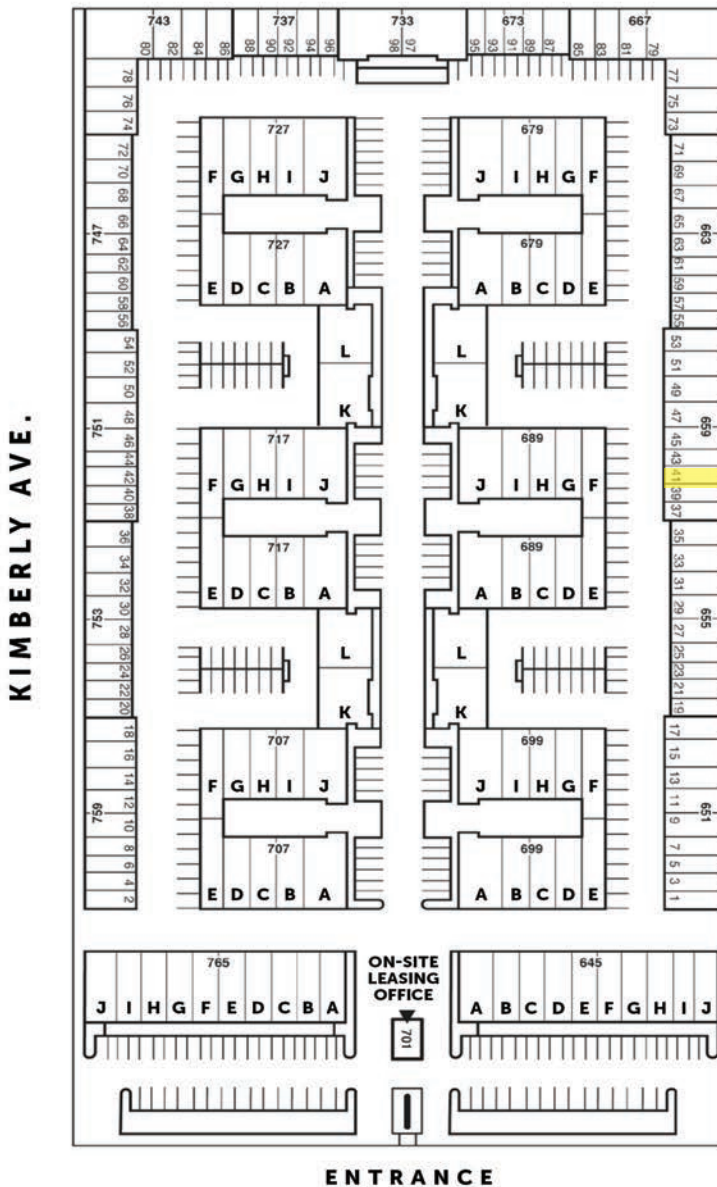 743 737 733 673 667
80 82 84 86 88 90 92 94 96 98 97 95 93 91 89 87 85 83 81 79
78 76 74
72 70 68 66 64 62 60 58 56
747
54 52 50 48 46 44 42 40 38
751
36 34 32 30 28 26 24 22 20
753
18 16 14 12 10 8 6 4 2
759
KIMBERLY AVE.
727
F G H I J
727
E D C B A
L
K
717
F G H I J
717
E D C B A
L
K
707
F G H I J
707
E D C B A
679
J I H G F
679
A B C D E
L
K
689
J I H G F
689
A B C D E
L
K
699
J I H G F
699
A B C D E
77 75 73
71 69 67 65 63 61 59 57 55
663
53 51 49 47 45 43 41 39 37
659
35 33 31 29 27 25 23 21 19
655
17 15 13 11 9 7 5 3 1
651
765
J I H G F E D C B A
ON-SITE
LEASING
OFFICE
701
645
A B C D E F G H I J
ENTRANCE